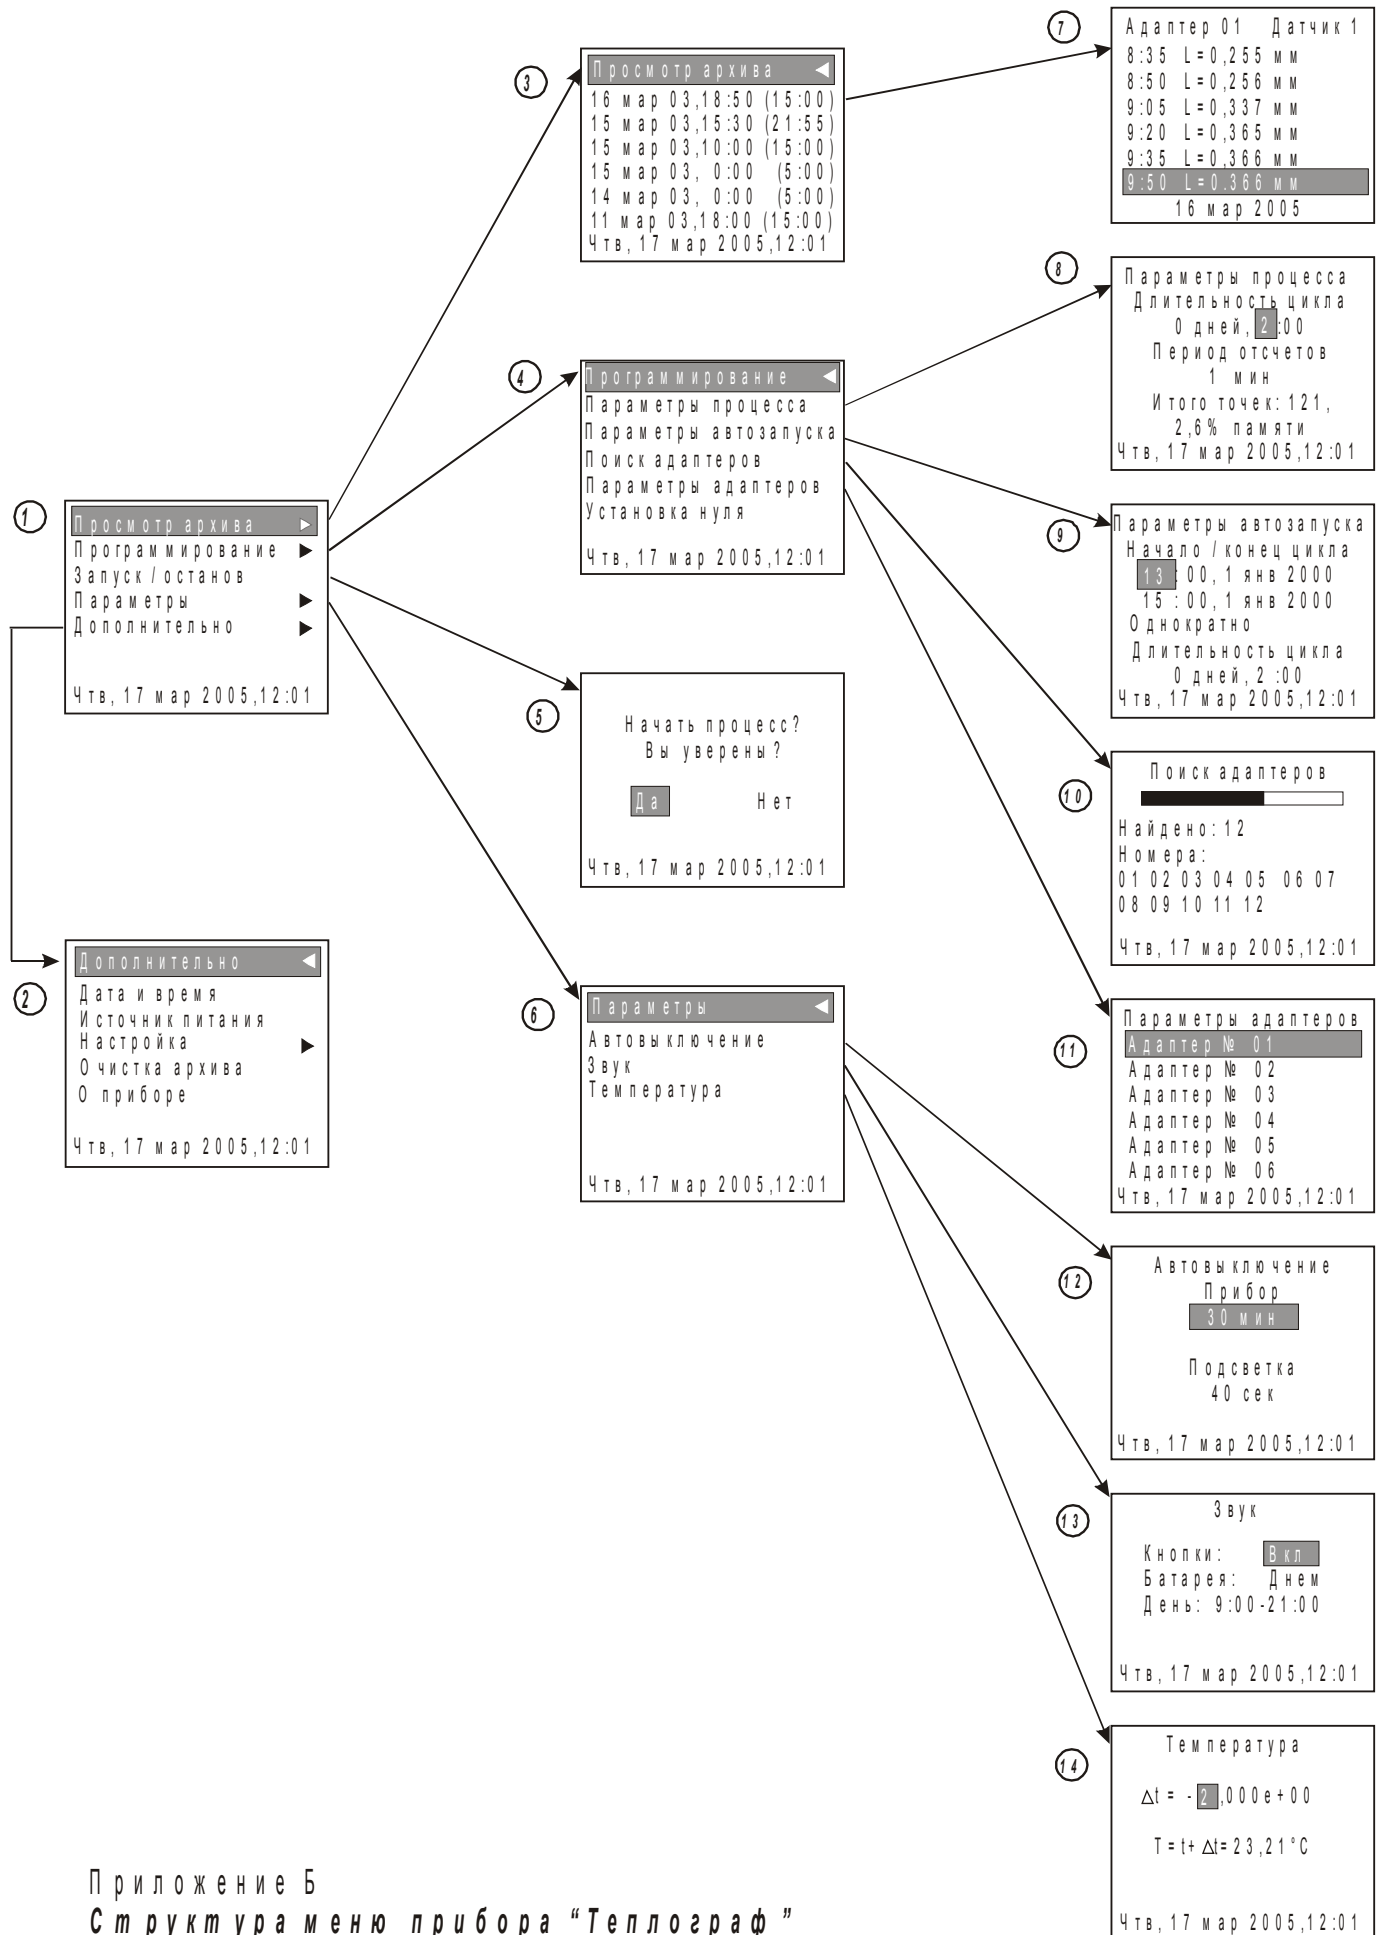 1
Просмотр архива
Программирование
Запуск / останов
Параметры
Дополнительно
Чтв, 17 мар 2005,12:01
2
Дополнительно
Дата и время
Источник питания
Настройка
Очистка архива
О приборе
Чтв, 17 мар 2005,12:01
3
Просмотр архива
16 мар 03,18:50 (15:00)
15 мар 03,15:30 (21:55)
15 мар 03,10:00 (15:00)
15 мар 03, 0:00 (5:00)
14 мар 03, 0:00 (5:00)
11 мар 03,18:00 (15:00)
Чтв, 17 мар 2005,12:01
4
Программирование
Параметры процесса
Параметры автозапуска
Поиск адаптеров
Параметры адаптеров
Установка нуля
Чтв, 17 мар 2005,12:01
5
Начать процесс?
Вы уверены?
Да Нет
Чтв, 17 мар 2005,12:01
6
Параметры
Автовыключение
Звук
Температура
Чтв, 17 мар 2005,12:01
7
Адаптер 01 Датчик 1
8:35 L=0,255 мм
8:50 L=0,256 мм
9:05 L=0,337 мм
9:20 L=0,365 мм
9:35 L=0,366 мм
9:50 L=0.366 мм
16 мар 2005
8
Параметры процесса
Длительность цикла
0 дней, 2:00
Период отсчетов
1 мин
Итого точек: 121,
2,6% памяти
Чтв, 17 мар 2005,12:01
9
Параметры автозапуска
Начало / конец цикла
13:00, 1 янв 2000
15:00, 1 янв 2000
Однократно
Длительность цикла
0 дней, 2:00
Чтв, 17 мар 2005,12:01
10
Поиск адаптеров
Найдено: 12
Номера:
01 02 03 04 05 06 07
08 09 10 11 12
Чтв, 17 мар 2005,12:01
11
Параметры адаптеров
Адаптер № 01
Адаптер № 02
Адаптер № 03
Адаптер № 04
Адаптер № 05
Адаптер № 06
Чтв, 17 мар 2005,12:01
12
Автовыключение
Прибор
30 мин
Подсветка
40 сек
Чтв, 17 мар 2005,12:01
13
Звук
Кнопки: Вкл
Батарея: Днем
День: 9:00-21:00
Чтв, 17 мар 2005,12:01
14
Температура
Δt = -2,000e+00
T=t+Δt=23,21°C
Чтв, 17 мар 2005,12:01
Приложение Б
Структура меню прибора “Теплограф”